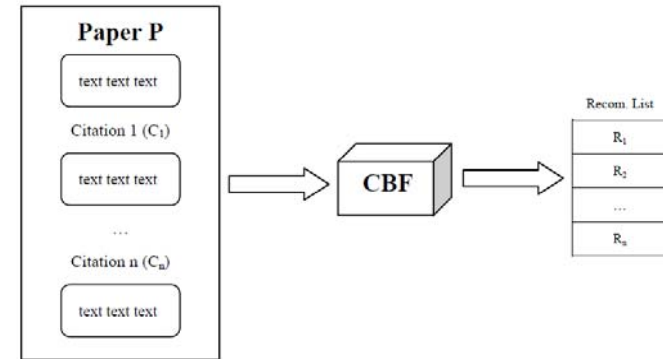 Paper P
text text text
Citation 1 (C₁)
text text text
...
Citation n (Cₙ)
text text text
CBF
Recom. List
R₁
R₂
...
Rₙ